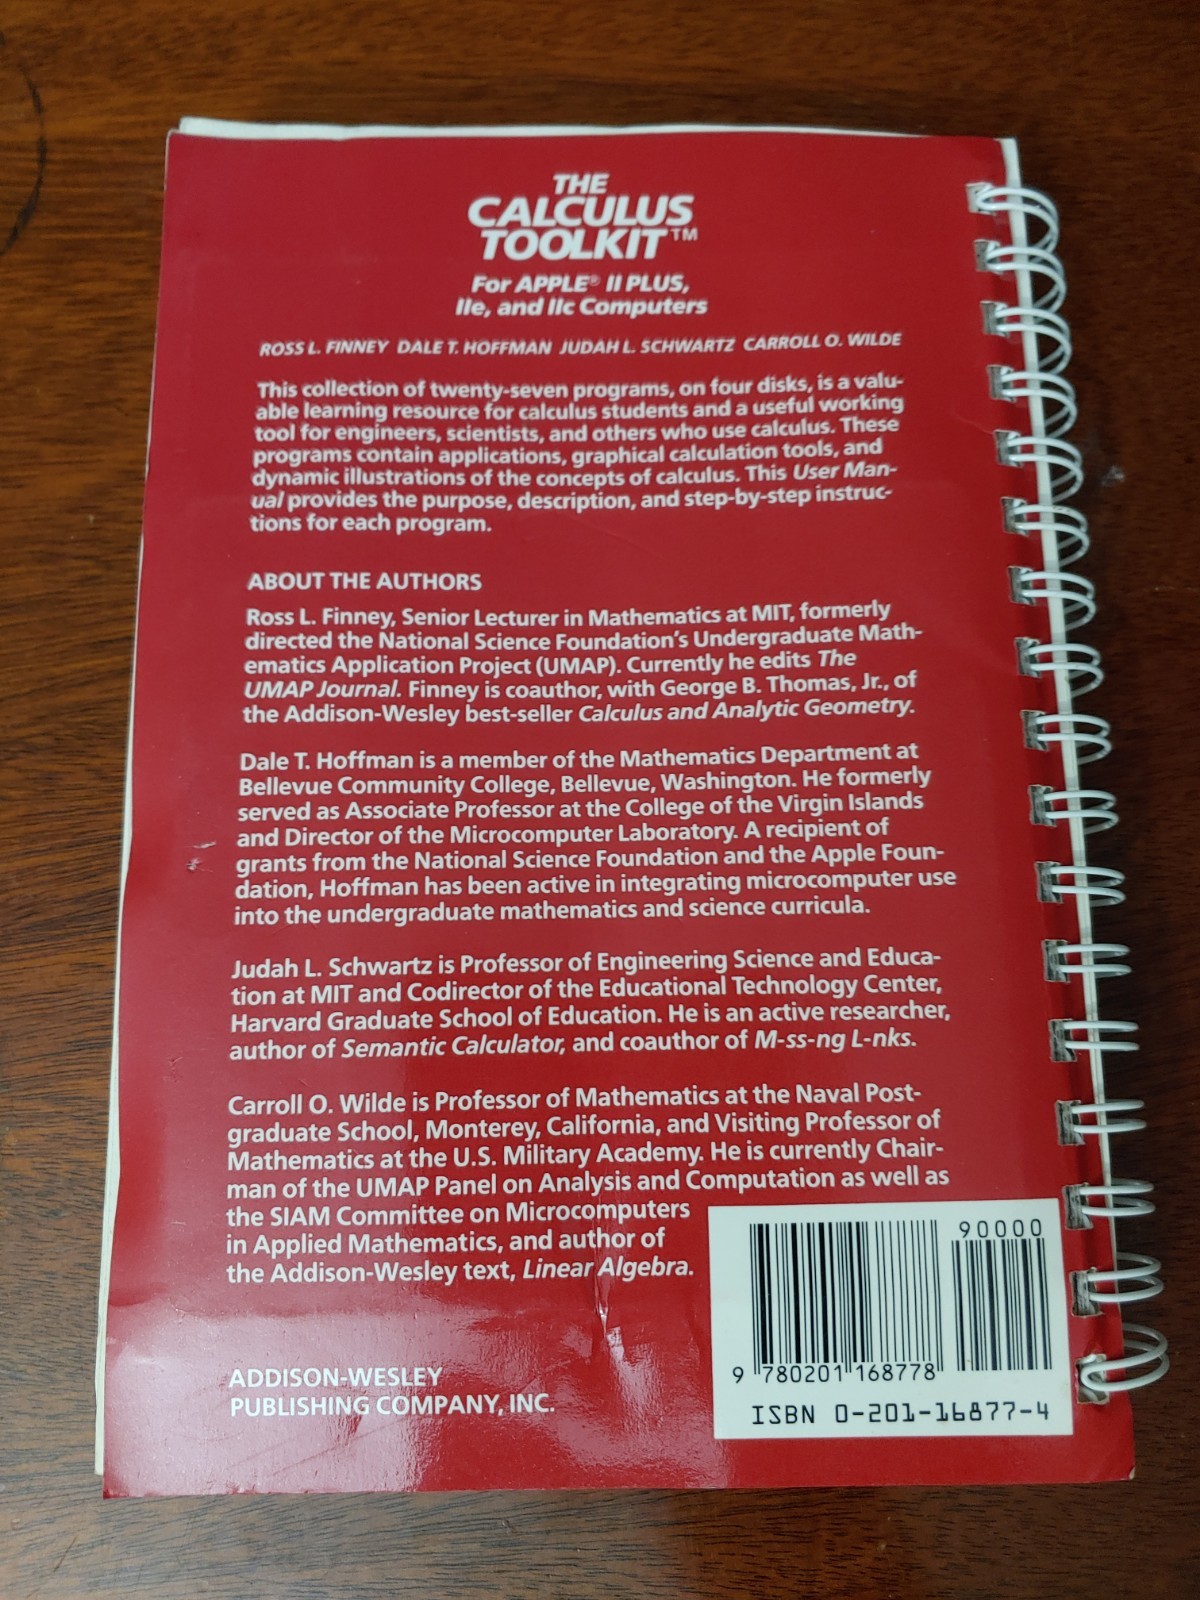 THE
CALCULUS
TOOLKIT™
For APPLE® II PLUS,
IIe, and IIc Computers
ROSS L. FINNEY DALE T. HOFFMAN JUDAH L. SCHWARTZ CARROLL O. WILDE
This collection of twenty-seven programs, on four disks, is a valu-
able learning resource for calculus students and a useful working
tool for engineers, scientists, and others who use calculus. These
programs contain applications, graphical calculation tools, and
dynamic illustrations of the concepts of calculus. This User Man-
ual provides the purpose, description, and step-by-step instruc-
tions for each program.
ABOUT THE AUTHORS
Ross L. Finney, Senior Lecturer in Mathematics at MIT, formerly
directed the National Science Foundation's Undergraduate Math-
ematics Application Project (UMAP). Currently he edits The
UMAP Journal. Finney is coauthor, with George B. Thomas, Jr., of
the Addison-Wesley best-seller Calculus and Analytic Geometry.
Dale T. Hoffman is a member of the Mathematics Department at
Bellevue Community College, Bellevue, Washington. He formerly
served as Associate Professor at the College of the Virgin Islands
and Director of the Microcomputer Laboratory. A recipient of
grants from the National Science Foundation and the Apple Foun-
dation, Hoffman has been active in integrating microcomputer use
into the undergraduate mathematics and science curricula.
Judah L. Schwartz is Professor of Engineering Science and Educa-
tion at MIT and Codirector of the Educational Technology Center,
Harvard Graduate School of Education. He is an active researcher,
author of Semantic Calculator, and coauthor of M-ss-ng L-nks.
Carroll O. Wilde is Professor of Mathematics at the Naval Post-
graduate School, Monterey, California, and Visiting Professor of
Mathematics at the U.S. Military Academy. He is currently Chair-
man of the UMAP Panel on Analysis and Computation as well as
the SIAM Committee on Microcomputers
in Applied Mathematics, and author of
the Addison-Wesley text, Linear Algebra.
ADDISON-WESLEY
PUBLISHING COMPANY, INC.
90000
9 780201 168778
ISBN 0-201-16877-4